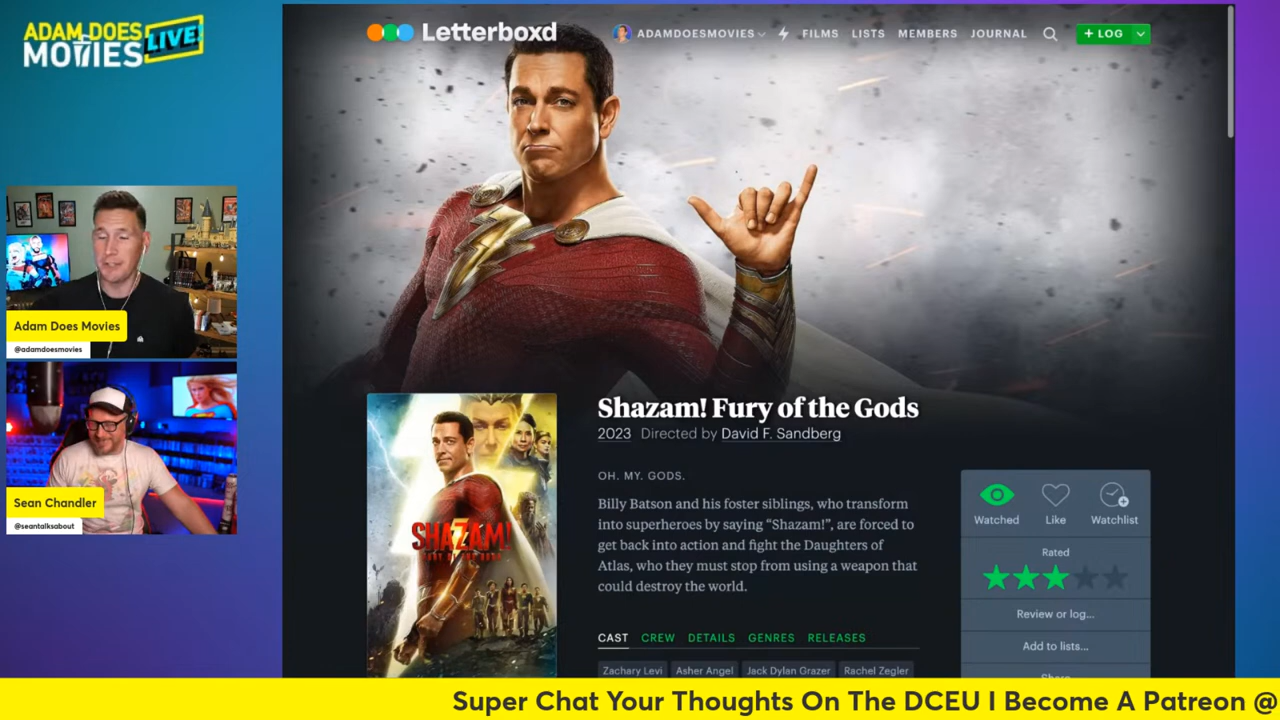 ADAM DOES
MOVIES
LIVE!
Letterboxd
ADAMDOESMOVIES
FILMS
LISTS
MEMBERS
JOURNAL
+ LOG
Adam Does Movies
@adamdoesmovies
Sean Chandler
@seantalksabout
Shazam! Fury of the Gods
2023 Directed by David F. Sandberg
OH. MY. GODS.
Billy Batson and his foster siblings, who transform
into superheroes by saying “Shazam!”, are forced to
get back into action and fight the Daughters of
Atlas, who they must stop from using a weapon that
could destroy the world.
CAST CREW DETAILS GENRES RELEASES
Zachary Levi Asher Angel Jack Dylan Grazer Rachel Zegler
SHAZAM!
FURY OF THE GODS
Watched Like Watchlist
Rated
Review or log...
Add to lists...
Share
Super Chat Your Thoughts On The DCEU I Become A Patreon @